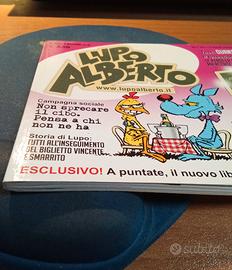 LUPO
ALBERTO
www.lupoalberto.it
Campagna sociale
Non sprecare
il cibo.
Pensa a chi
non ne ha
Storia di Lupo:
TUTTI ALL'INSEGUIMENTO
DEL BIGLIETTO VINCENTE
E SMARRITO
ESCLUSIVO! A puntate, il nuovo lib
subito